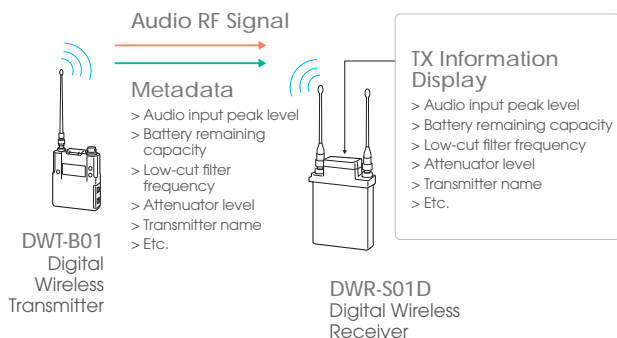 Audio RF Signal
Metadata
> Audio input peak level
> Battery remaining
capacity
> Low-cut filter
frequency
> Attenuator level
> Transmitter name
> Etc.
TX Information
Display
> Audio input peak level
> Battery remaining capacity
> Low-cut filter frequency
> Attenuator level
> Transmitter name
> Etc.
DWT-B01
Digital
Wireless
Transmitter
DWR-S01D
Digital Wireless
Receiver